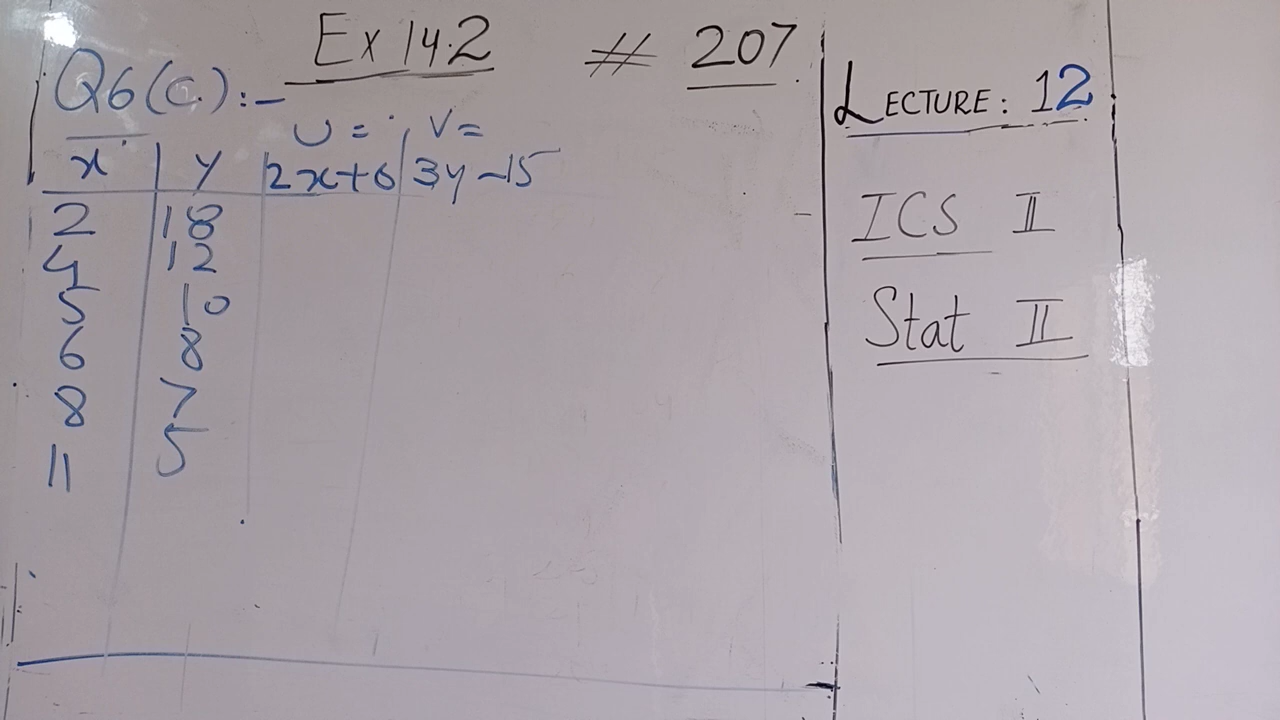 Ex 14.2 # 207
Q6(c.):-
U = , V =
x y 2x+6 3y-15
2 18
4 12
5 10
6 8
8 7
11 5
LECTURE: 12
ICS II
Stat II